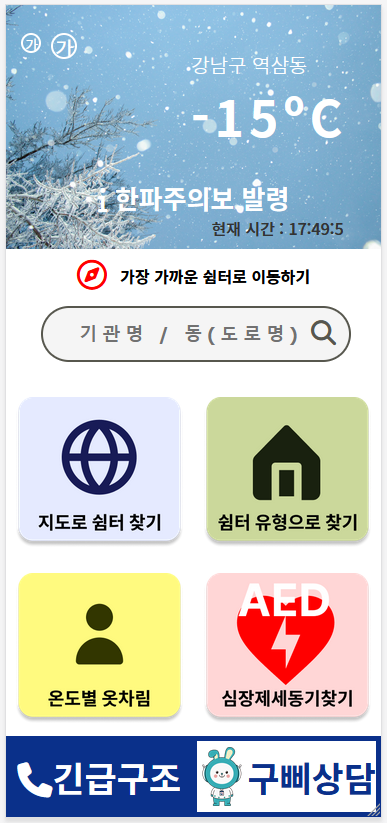 가 가
강남구 역삼동
-15°C
한파주의보 발령
현재 시간 : 17:49:5
가장 가까운 쉼터로 이동하기
기관명 / 동(도로명)
지도로 쉼터 찾기
쉼터 유형으로 찾기
온도별 옷차림
AED
심장제세동기찾기
긴급구조
구삐상담